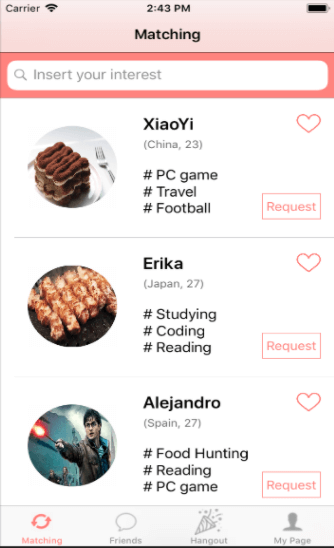 Carrier 2:43 PM
Matching
Insert your interest
XiaoYi
(China, 23)
# PC game
# Travel
# Football
Request
Erika
(Japan, 27)
# Studying
# Coding
# Reading
Request
Alejandro
(Spain, 27)
# Food Hunting
# Reading
# PC game
Request
Matching Friends Hangout My Page